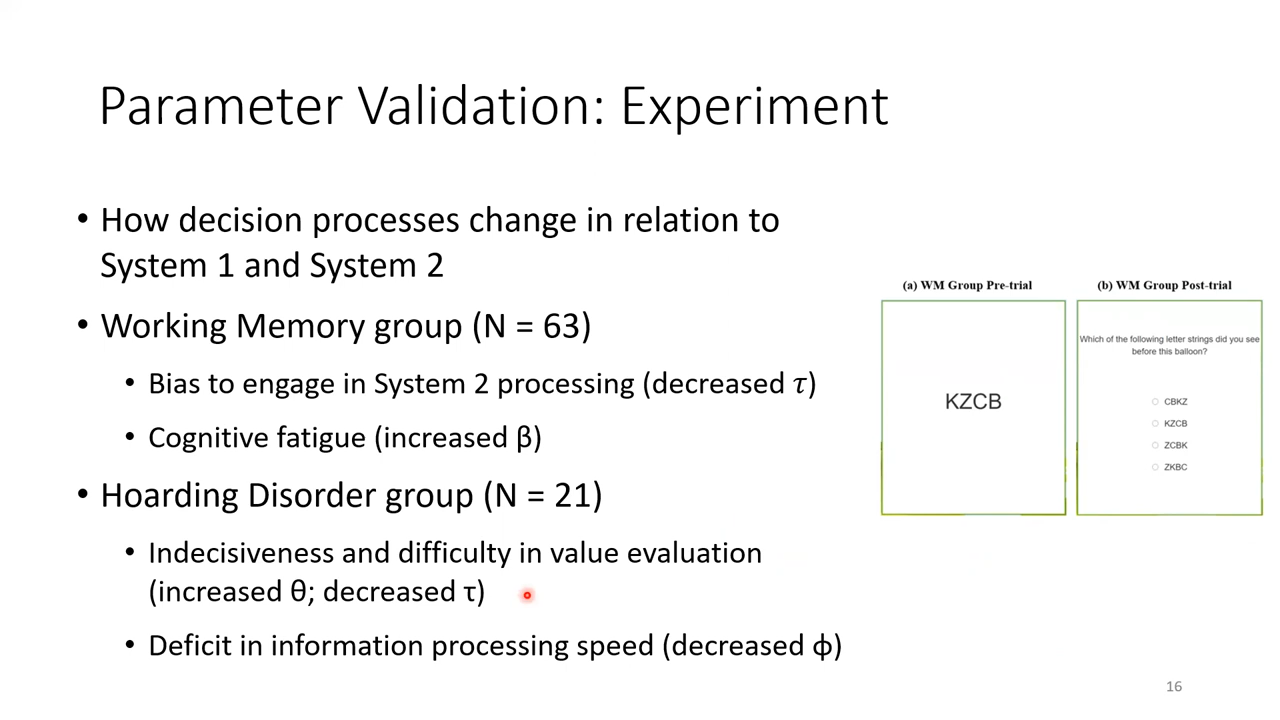 Parameter Validation: Experiment
• How decision processes change in relation to
System 1 and System 2
• Working Memory group (N = 63)
• Bias to engage in System 2 processing (decreased 𝜏)
• Cognitive fatigue (increased β)
• Hoarding Disorder group (N = 21)
• Indecisiveness and difficulty in value evaluation
(increased θ; decreased τ)
• Deficit in information processing speed (decreased ϕ)
(a) WM Group Pre-trial
KZCB
(b) WM Group Post-trial
Which of the following letter strings did you see
before this balloon?
CBKZ
KZCB
ZCBK
ZKBC
16